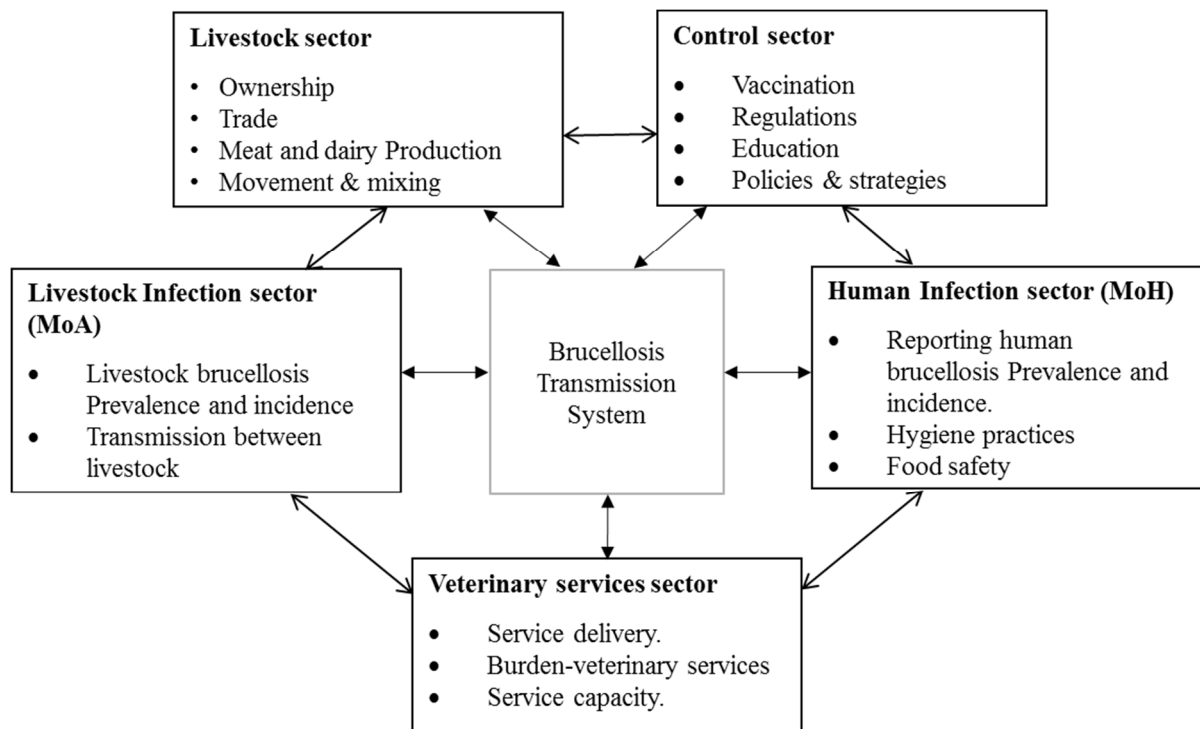 Livestock sector
• Ownership
• Trade
• Meat and dairy Production
• Movement & mixing
Control sector
• Vaccination
• Regulations
• Education
• Policies & strategies
Livestock Infection sector
(MoA)
• Livestock brucellosis
Prevalence and incidence
• Transmission between
livestock
Brucellosis
Transmission
System
Human Infection sector (MoH)
• Reporting human
brucellosis Prevalence and
incidence.
• Hygiene practices
• Food safety
Veterinary services sector
• Service delivery.
• Burden-veterinary services
• Service capacity.